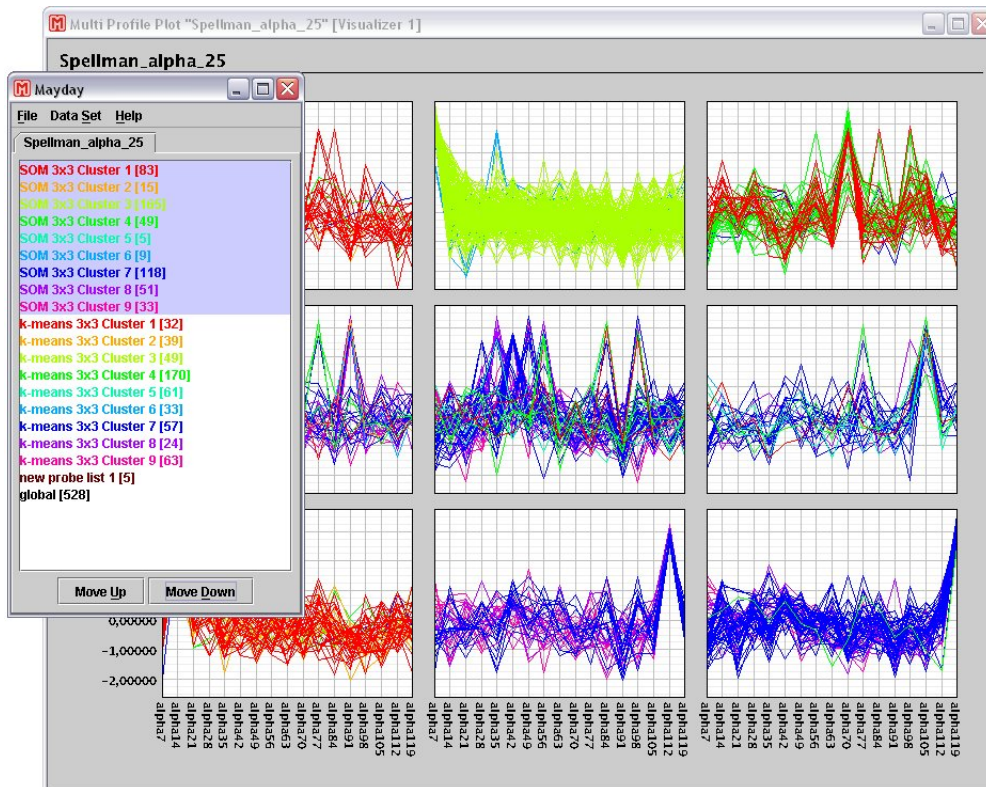 Multi Profile Plot "Spellman_alpha_25" [Visualizer 1]
Spellman_alpha_25
Mayday
File Data Set Help
Spellman_alpha_25
SOM 3x3 Cluster 1 [83]
SOM 3x3 Cluster 2 [15]
SOM 3x3 Cluster 3 [165]
SOM 3x3 Cluster 4 [49]
SOM 3x3 Cluster 5 [5]
SOM 3x3 Cluster 6 [9]
SOM 3x3 Cluster 7 [118]
SOM 3x3 Cluster 8 [51]
SOM 3x3 Cluster 9 [33]
k-means 3x3 Cluster 1 [32]
k-means 3x3 Cluster 2 [39]
k-means 3x3 Cluster 3 [49]
k-means 3x3 Cluster 4 [170]
k-means 3x3 Cluster 5 [61]
k-means 3x3 Cluster 6 [33]
k-means 3x3 Cluster 7 [57]
k-means 3x3 Cluster 8 [24]
k-means 3x3 Cluster 9 [63]
new probe list 1 [5]
global [528]
Move Up Move Down
0,00000
-1,00000
-2,00000
alpha7 alpha14 alpha21 alpha28 alpha35 alpha42 alpha49 alpha56 alpha63 alpha70 alpha77 alpha84 alpha91 alpha98 alpha105 alpha112 alpha119
alpha7 alpha14 alpha21 alpha28 alpha35 alpha42 alpha49 alpha56 alpha63 alpha70 alpha77 alpha84 alpha91 alpha98 alpha105 alpha112 alpha119
alpha7 alpha14 alpha21 alpha28 alpha35 alpha42 alpha49 alpha56 alpha63 alpha70 alpha77 alpha84 alpha91 alpha98 alpha105 alpha112 alpha119